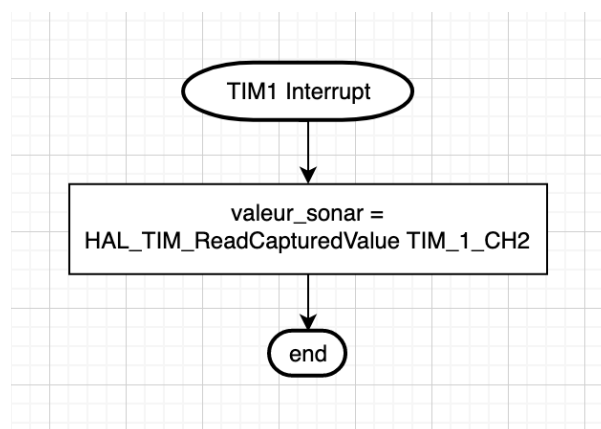 TIM1 Interrupt
valeur_sonar =
HAL_TIM_ReadCapturedValue TIM_1_CH2
end